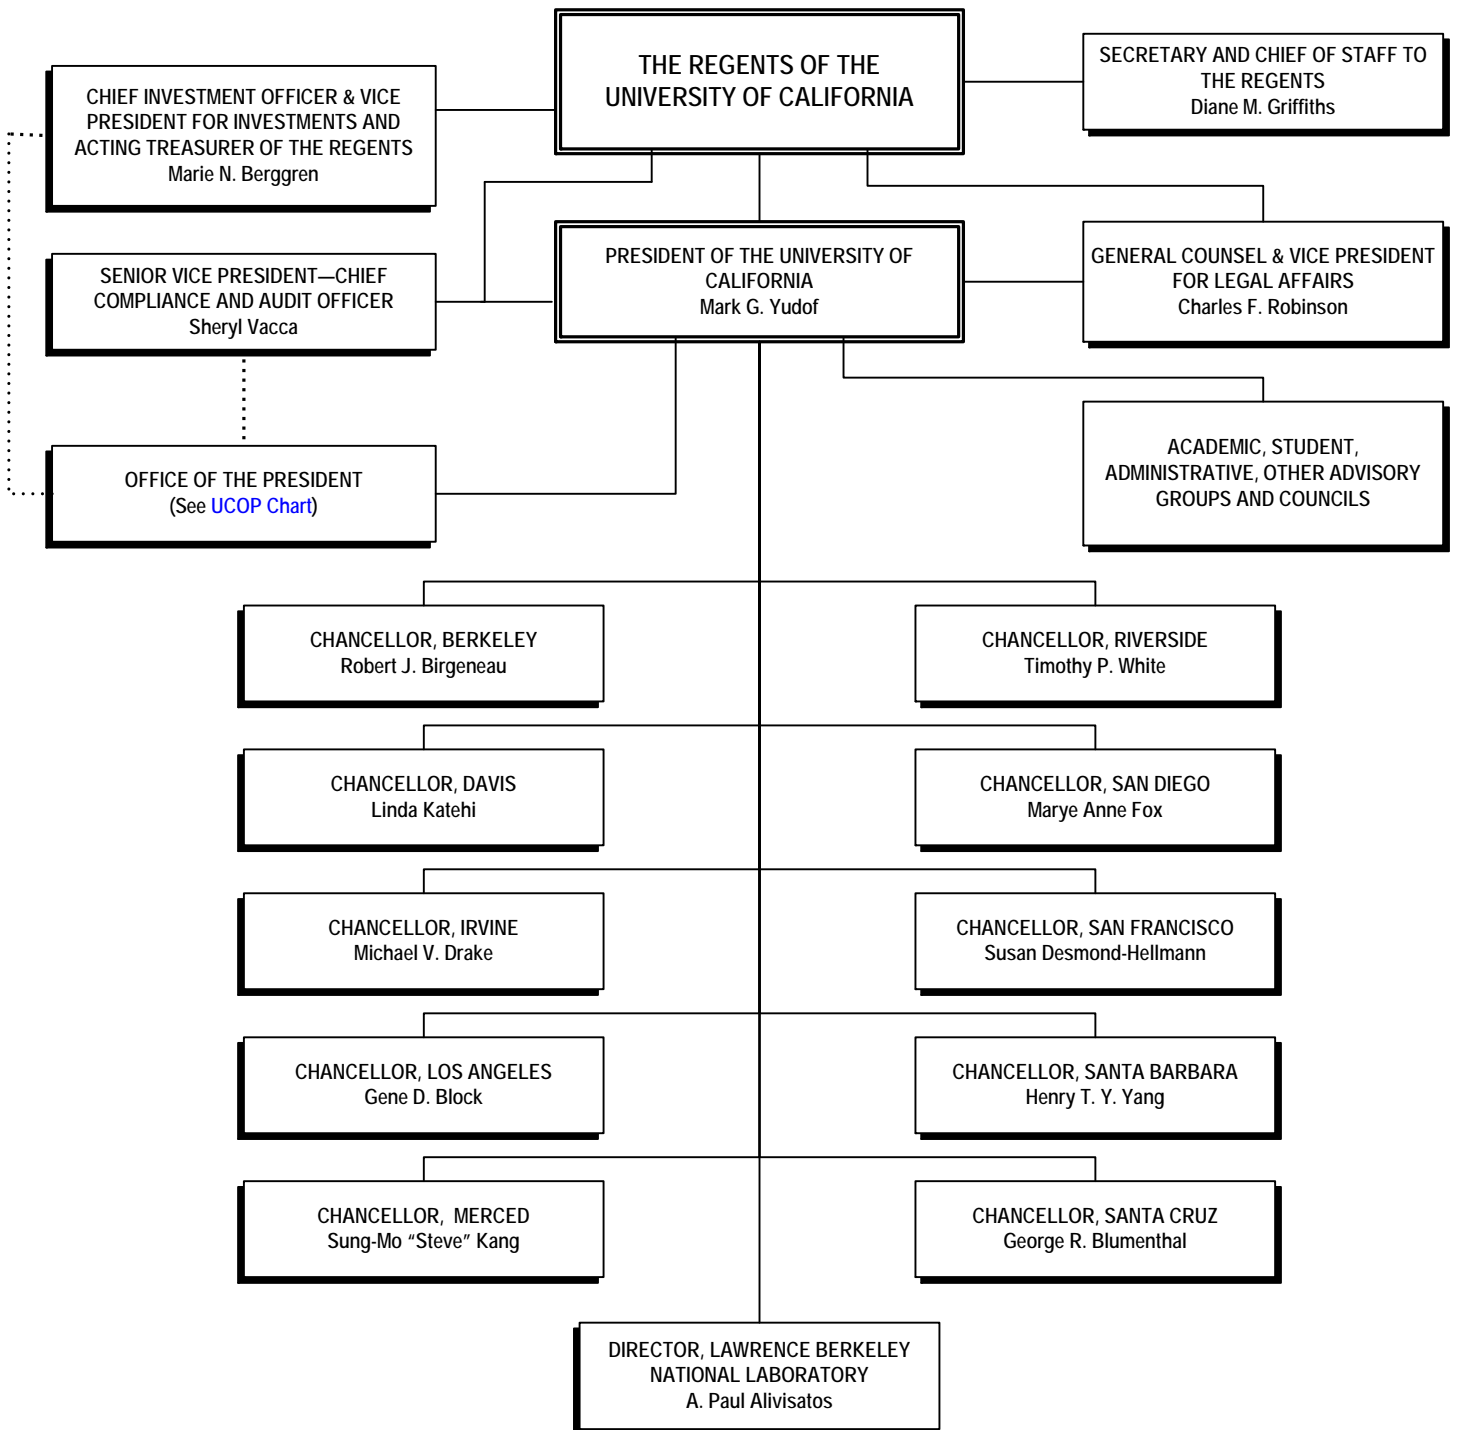 THE REGENTS OF THE
UNIVERSITY OF CALIFORNIA
SECRETARY AND CHIEF OF STAFF TO
THE REGENTS
Diane M. Griffiths
CHIEF INVESTMENT OFFICER & VICE
PRESIDENT FOR INVESTMENTS AND
ACTING TREASURER OF THE REGENTS
Marie N. Berggren
PRESIDENT OF THE UNIVERSITY OF
CALIFORNIA
Mark G. Yudof
GENERAL COUNSEL & VICE PRESIDENT
FOR LEGAL AFFAIRS
Charles F. Robinson
SENIOR VICE PRESIDENT—CHIEF
COMPLIANCE AND AUDIT OFFICER
Sheryl Vacca
ACADEMIC, STUDENT,
ADMINISTRATIVE, OTHER ADVISORY
GROUPS AND COUNCILS
OFFICE OF THE PRESIDENT
(See UCOP Chart)
CHANCELLOR, BERKELEY
Robert J. Birgeneau
CHANCELLOR, RIVERSIDE
Timothy P. White
CHANCELLOR, DAVIS
Linda Katehi
CHANCELLOR, SAN DIEGO
Marye Anne Fox
CHANCELLOR, IRVINE
Michael V. Drake
CHANCELLOR, SAN FRANCISCO
Susan Desmond-Hellmann
CHANCELLOR, LOS ANGELES
Gene D. Block
CHANCELLOR, SANTA BARBARA
Henry T. Y. Yang
CHANCELLOR, MERCED
Sung-Mo “Steve” Kang
CHANCELLOR, SANTA CRUZ
George R. Blumenthal
DIRECTOR, LAWRENCE BERKELEY
NATIONAL LABORATORY
A. Paul Alivisatos